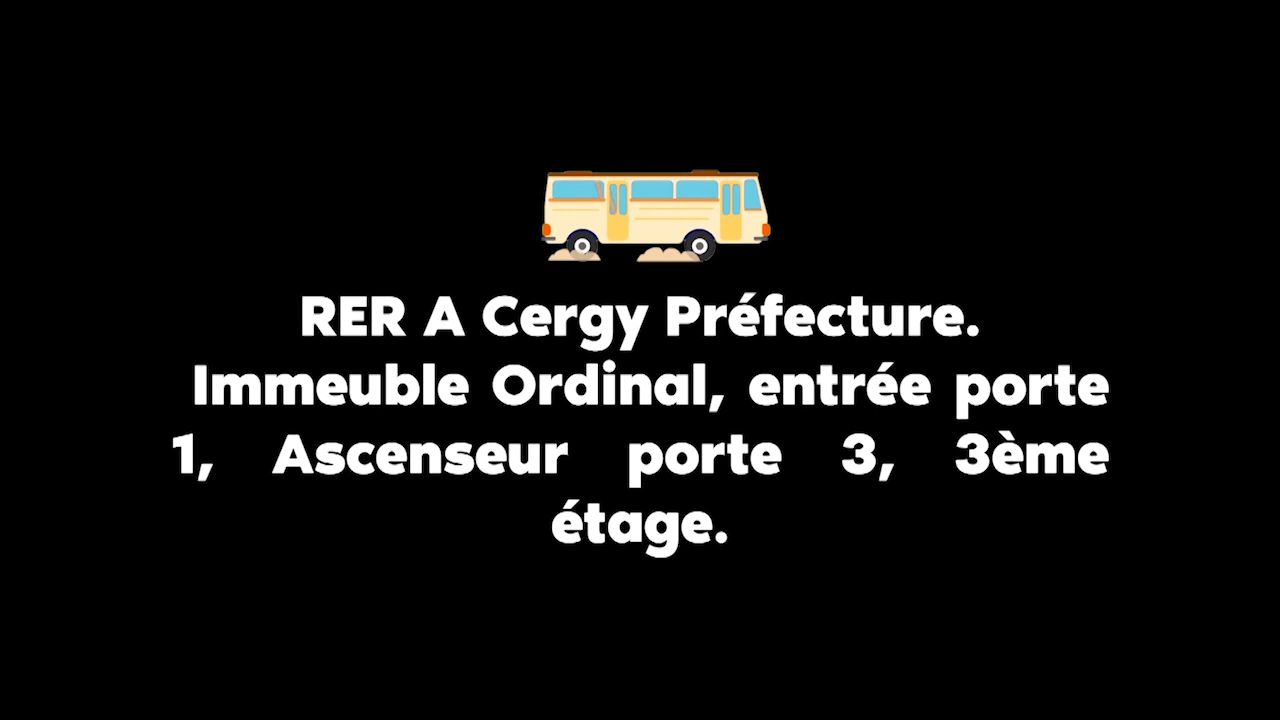 RER A Cergy Préfecture.
Immeuble Ordinal, entrée porte
1, Ascenseur porte 3, 3ème
étage.